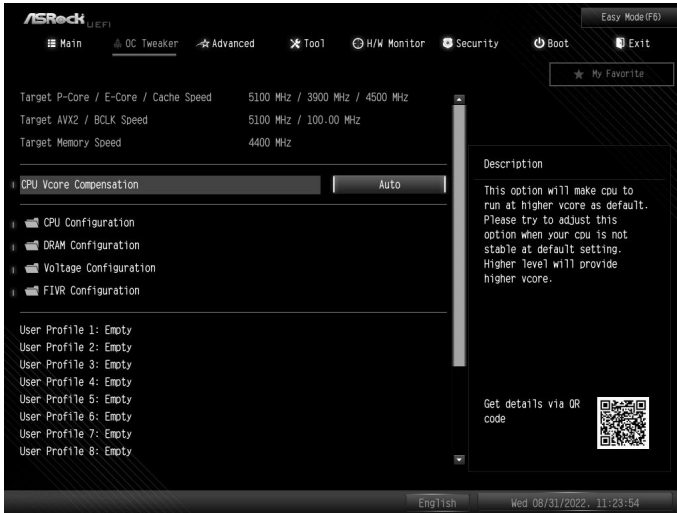 ASRock UEFI
Easy Mode(F6)
Main OC Tweaker Advanced Tool H/W Monitor Security Boot Exit
My Favorite
Target P-Core / E-Core / Cache Speed 5100 MHz / 3900 MHz / 4500 MHz
Target AVX2 / BCLK Speed 5100 MHz / 100.00 MHz
Target Memory Speed 4400 MHz
CPU Vcore Compensation Auto
CPU Configuration
DRAM Configuration
Voltage Configuration
FIVR Configuration
User Profile 1: Empty
User Profile 2: Empty
User Profile 3: Empty
User Profile 4: Empty
User Profile 5: Empty
User Profile 6: Empty
User Profile 7: Empty
User Profile 8: Empty
Description
This option will make cpu to
run at higher vcore as default.
Please try to adjust this
option when your cpu is not
stable at default setting.
Higher level will provide
higher vcore.
Get details via QR
code
English Wed 08/31/2022, 11:23:54